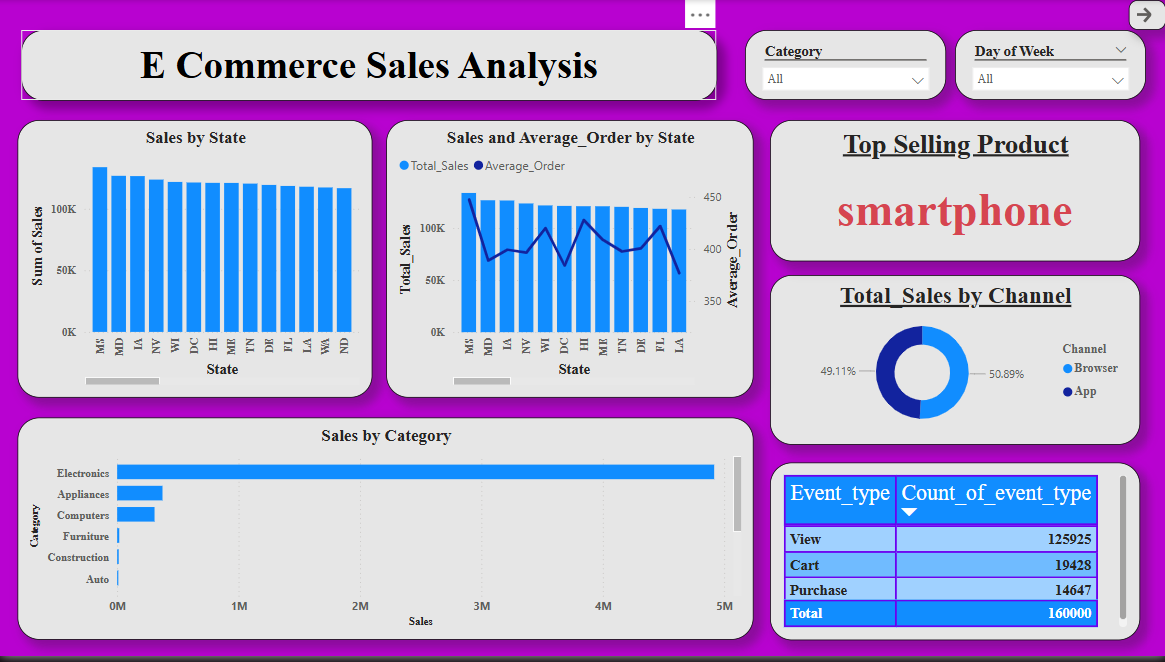 E Commerce Sales Analysis
Category
All
Day of Week
All
Sales by State
Sum of Sales
100K
50K
0K
MS MD IA NV WI DC HI ME TN DE FL LA WA ND
State
Sales and Average_Order by State
Total_Sales Average_Order
Total_Sales
100K
50K
0K
450
400
350
Average_Order
MS MD IA NV WI DC HI ME TN DE FL LA
State
Top Selling Product
smartphone
Total_Sales by Channel
49.11%
50.89%
Channel
Browser
App
Sales by Category
Category
Electronics
Appliances
Computers
Furniture
Construction
Auto
0M 1M 2M 3M 4M 5M
Sales
Event_type Count_of_event_type
View 125925
Cart 19428
Purchase 14647
Total 160000